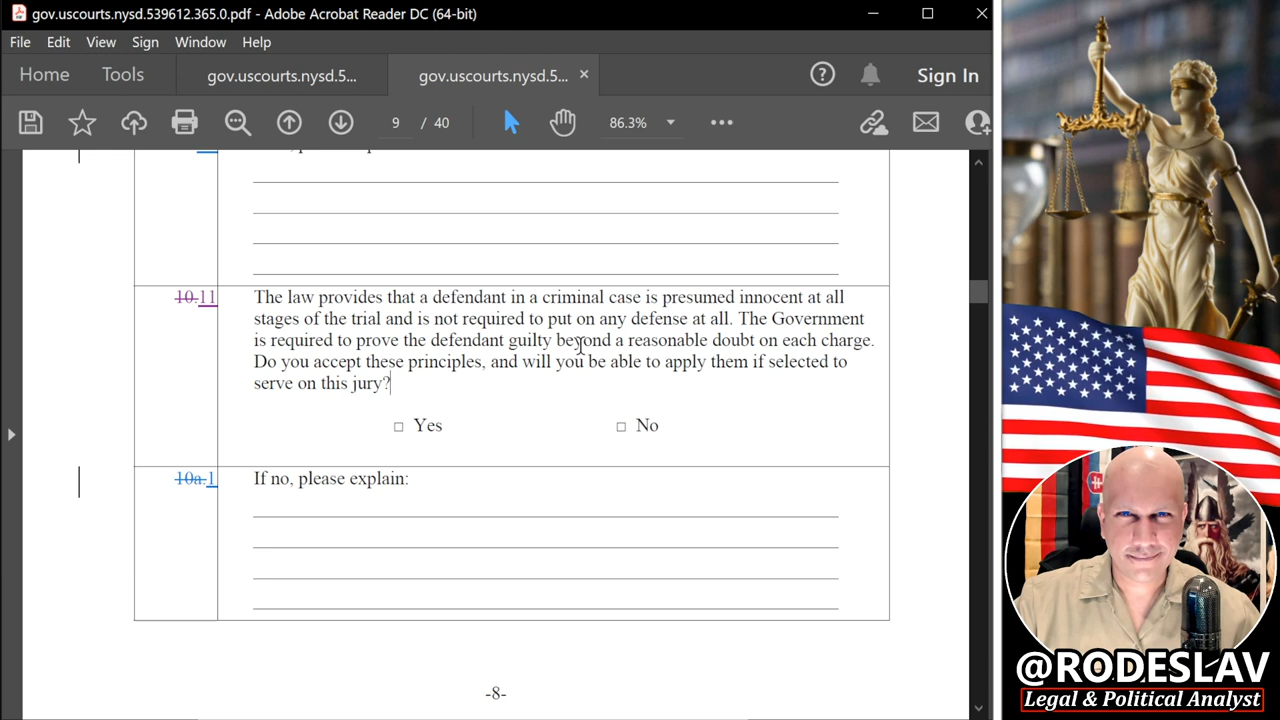 gov.uscourts.nysd.539612.365.0.pdf - Adobe Acrobat Reader DC (64-bit)
File Edit View Sign Window Help
Home Tools gov.uscourts.nysd.5... gov.uscourts.nysd.5... × ? Sign In
9 / 40 86.3%
10.11 The law provides that a defendant in a criminal case is presumed innocent at all
stages of the trial and is not required to put on any defense at all. The Government
is required to prove the defendant guilty beyond a reasonable doubt on each charge.
Do you accept these principles, and will you be able to apply them if selected to
serve on this jury?
□ Yes □ No
10a.1 If no, please explain:
-8-
@RODESLAV
Legal & Political Analyst